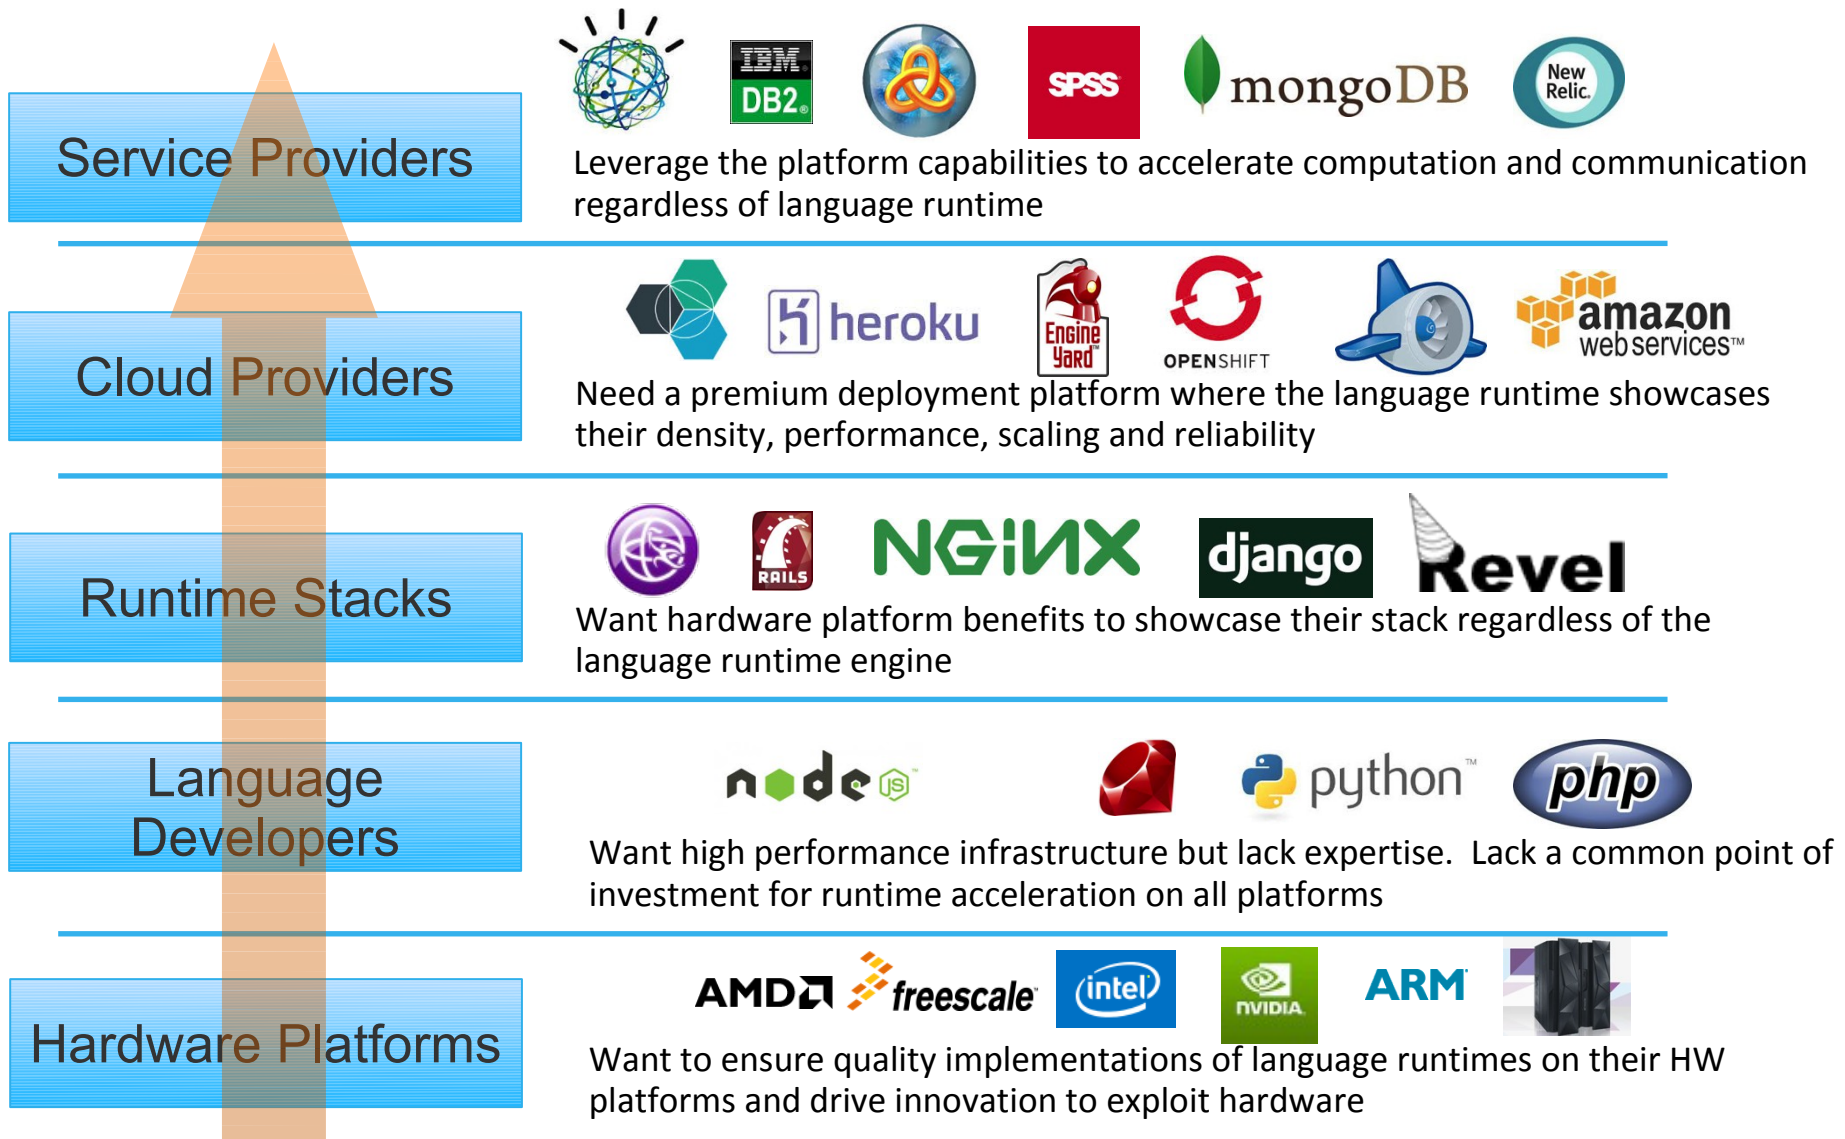 IBM.
DB2.
SPSS
mongoDB
New
Relic.
Service Providers
Leverage the platform capabilities to accelerate computation and communication
regardless of language runtime
heroku
Engine
Yard™
OPENSHIFT
amazon
web services™
Cloud Providers
Need a premium deployment platform where the language runtime showcases
their density, performance, scaling and reliability
RAILS
NGINX
django
Revel
Runtime Stacks
Want hardware platform benefits to showcase their stack regardless of the
language runtime engine
node JS™
python™
php
Language
Developers
Want high performance infrastructure but lack expertise.  Lack a common point of
investment for runtime acceleration on all platforms
AMD
freescale™
intel
NVIDIA.
ARM
Hardware Platforms
Want to ensure quality implementations of language runtimes on their HW
platforms and drive innovation to exploit hardware